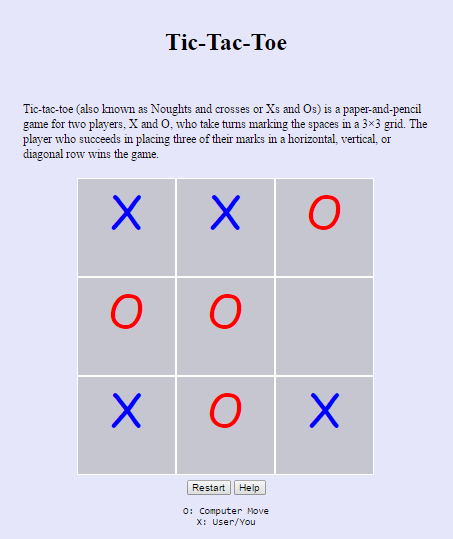 Tic-Tac-Toe
Tic-tac-toe (also known as Noughts and crosses or Xs and Os) is a paper-and-pencil
game for two players, X and O, who take turns marking the spaces in a 3×3 grid. The
player who succeeds in placing three of their marks in a horizontal, vertical, or
diagonal row wins the game.
X X O
O O
X O X
Restart Help
O: Computer Move
X: User/You